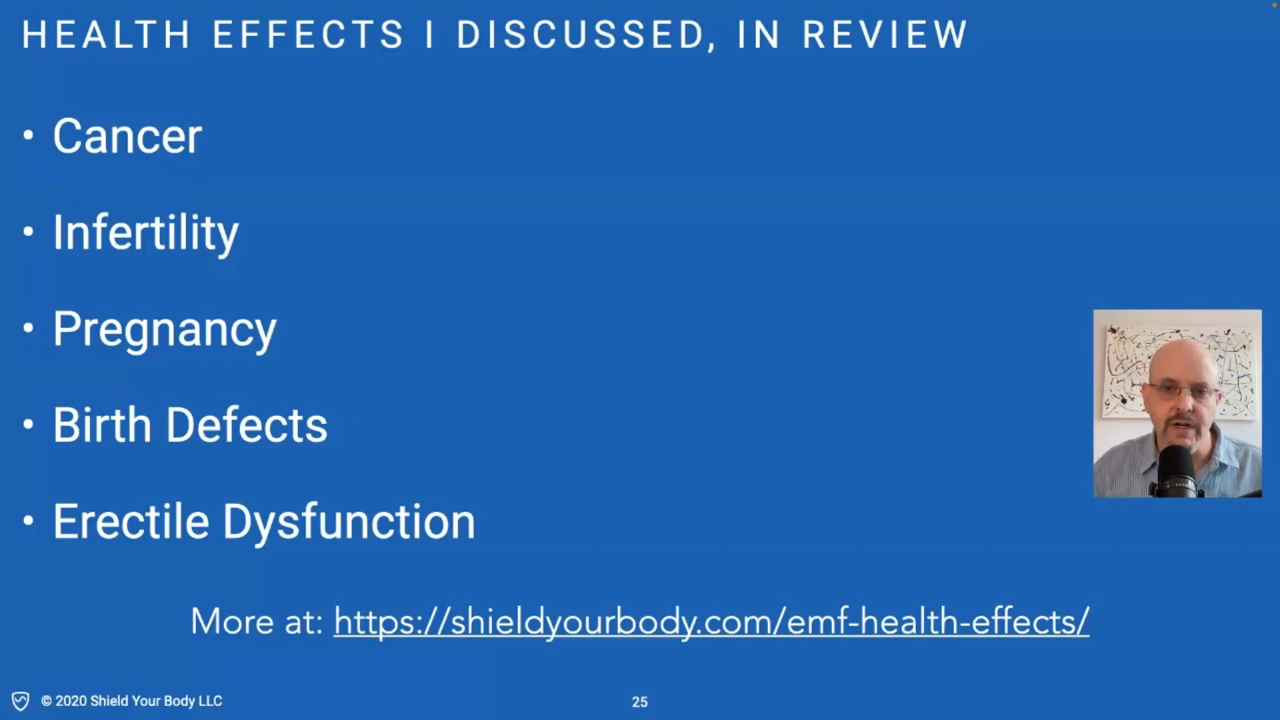 HEALTH EFFECTS I DISCUSSED, IN REVIEW
• Cancer
• Infertility
• Pregnancy
• Birth Defects
• Erectile Dysfunction
More at: https://shieldyourbody.com/emf-health-effects/
© 2020 Shield Your Body LLC
25